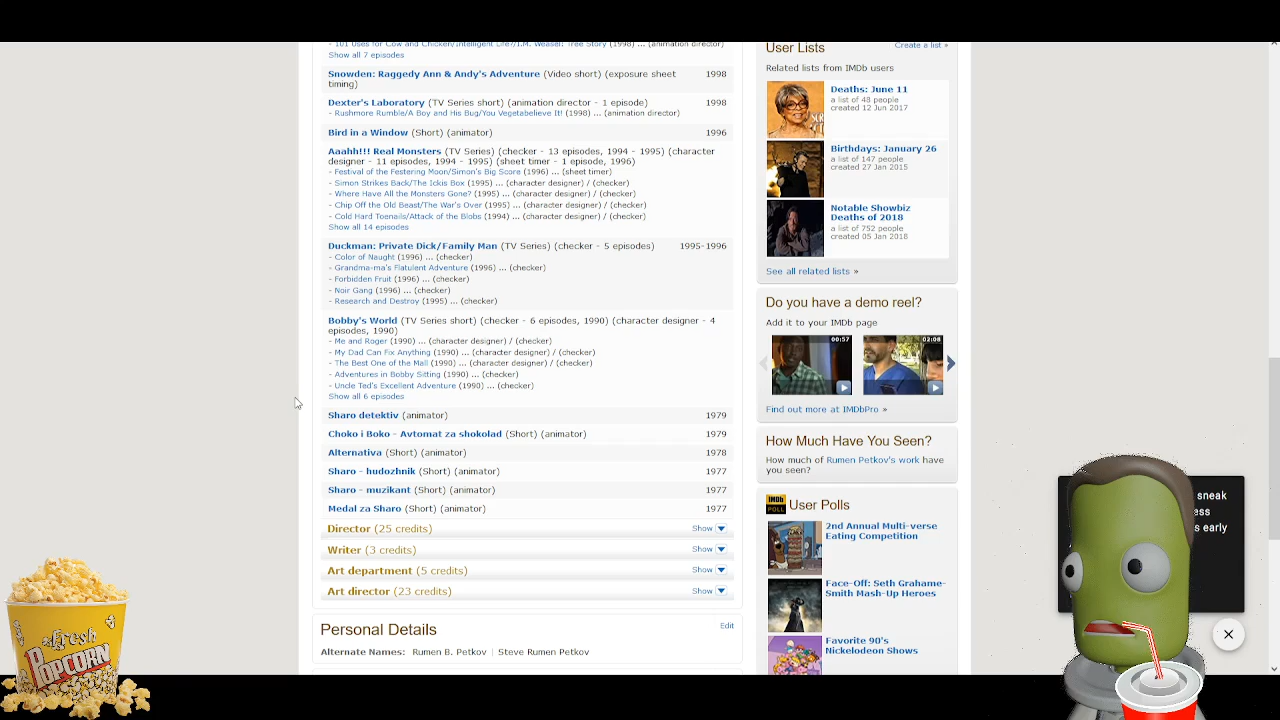 - 101 Uses for Cow and Chicken/Intelligent Life?/I.M. Weasel: Tree Story (1998) ... (animation director)
Show all 7 episodes
Snowden: Raggedy Ann & Andy's Adventure (Video short) (exposure sheet 1998
timing)
Dexter's Laboratory (TV Series short) (animation director - 1 episode) 1998
- Rushmore Rumble/A Boy and His Bug/You Vegetabelieve It! (1998) ... (animation director)
Bird in a Window (Short) (animator) 1996
Aaahh!!! Real Monsters (TV Series) (checker - 13 episodes, 1994 - 1995) (character
designer - 11 episodes, 1994 - 1995) (sheet timer - 1 episode, 1996)
- Festival of the Festering Moon/Simon's Big Score (1996) ... (sheet timer)
- Simon Strikes Back/The Ickis Box (1995) ... (character designer) / (checker)
- Where Have All the Monsters Gone? (1995) ... (character designer) / (checker)
- Chip Off the Old Beast/The War's Over (1995) ... (character designer) / (checker)
- Cold Hard Toenails/Attack of the Blobs (1994) ... (character designer) / (checker)
Show all 14 episodes
Duckman: Private Dick/Family Man (TV Series) (checker - 5 episodes) 1995-1996
- Color of Naught (1996) ... (checker)
- Grandma-ma's Flatulent Adventure (1996) ... (checker)
- Forbidden Fruit (1996) ... (checker)
- Noir Gang (1996) ... (checker)
- Research and Destroy (1995) ... (checker)
Bobby's World (TV Series short) (checker - 6 episodes, 1990) (character designer - 4
episodes, 1990)
- Me and Roger (1990) ... (character designer) / (checker)
- My Dad Can Fix Anything (1990) ... (character designer) / (checker)
- The Best One of the Mall (1990) ... (character designer) / (checker)
- Adventures in Bobby Sitting (1990) ... (checker)
- Uncle Ted's Excellent Adventure (1990) ... (checker)
Show all 6 episodes
Sharo detektiv (animator) 1979
Choko i Boko - Avtomat za shokolad (Short) (animator) 1979
Alternativa (Short) (animator) 1978
Sharo - hudozhnik (Short) (animator) 1977
Sharo - muzikant (Short) (animator) 1977
Medal za Sharo (Short) (animator) 1977
Director (25 credits) Show
Writer (3 credits) Show
Art department (5 credits) Show
Art director (23 credits) Show
Personal Details Edit
Alternate Names: Rumen B. Petkov | Steve Rumen Petkov
User Lists Create a list »
Related lists from IMDb users
Deaths: June 11
a list of 48 people
created 12 Jun 2017
Birthdays: January 26
a list of 147 people
created 27 Jan 2015
Notable Showbiz
Deaths of 2018
a list of 752 people
created 05 Jan 2018
See all related lists »
Do you have a demo reel?
Add it to your IMDb page
00:57 02:08
Find out more at IMDbPro »
How Much Have You Seen?
How much of Rumen Petkov's work have
you seen?
IMDb POLL User Polls
2nd Annual Multi-verse
Eating Competition
Face-Off: Seth Grahame-
Smith Mash-Up Heroes
Favorite 90's
Nickelodeon Shows
sneak
ess
s early
Refresh
POPCORN